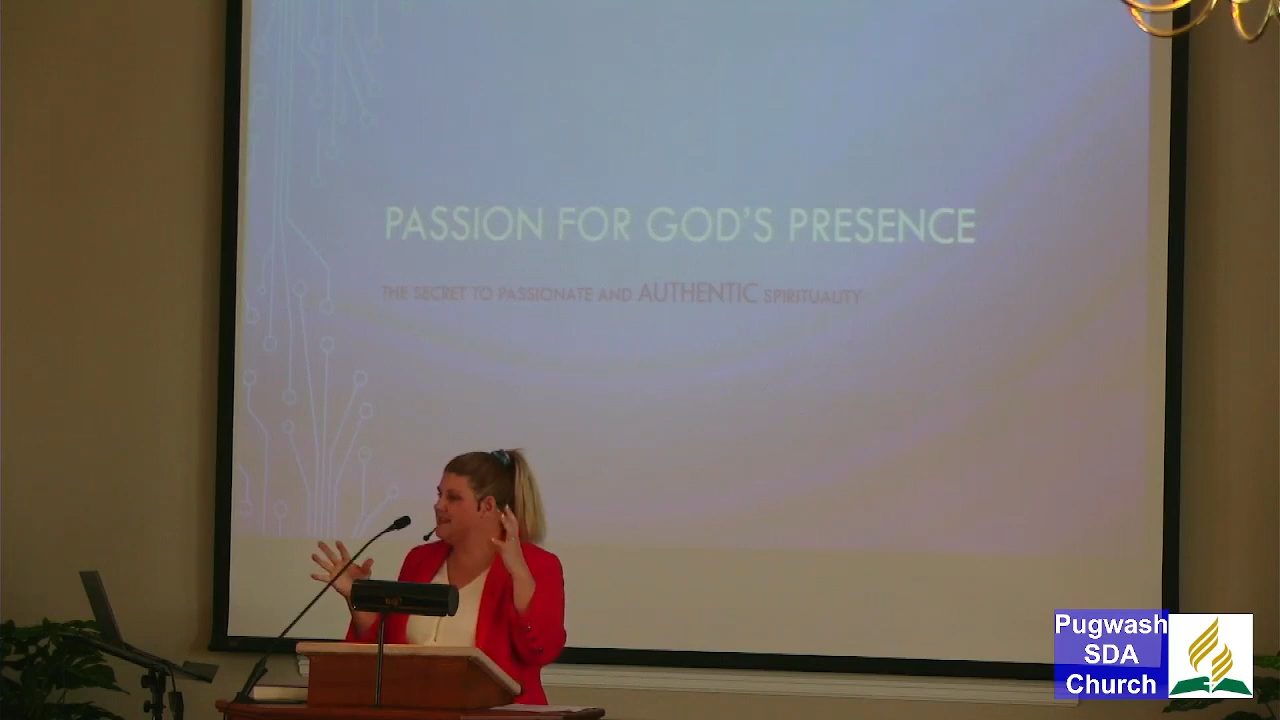 PASSION FOR GOD'S PRESENCE
THE SECRET TO PASSIONATE AND AUTHENTIC SPIRITUALITY
Pugwash
SDA
Church